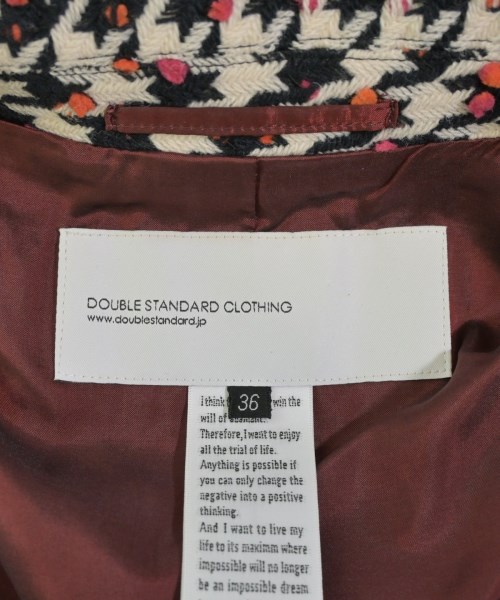 DOUBLE STANDARD CLOTHING
www.doublestandard.jp
36
I think win the
will of
Therefore, I want to enjoy
all the trial of life.
Anything is possible if
you can only change the
negative into a positive
thinking.
And I want to live my
life to its maximm where
impossible will no longer
be an impossible dream